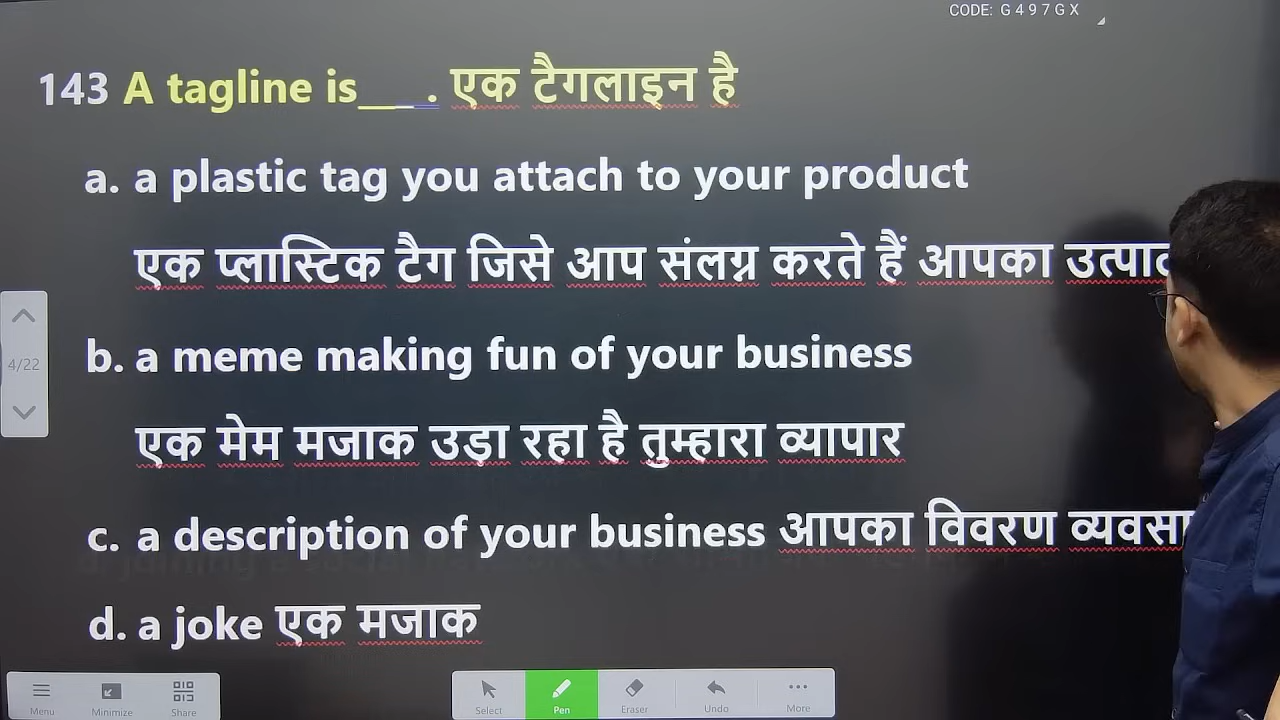 CODE: G 4 9 7 G X
143 A tagline is___. एक टैगलाइन है
a. a plastic tag you attach to your product
एक प्लास्टिक टैग जिसे आप संलग्न करते हैं आपका
b. a meme making fun of your business
एक मेम मजाक उड़ा रहा है तुम्हारा व्यापार
c. a description of your business आपका विवरण
d. a joke एक मजाक
4/22
Menu Minimize Share Select Pen Eraser Undo More